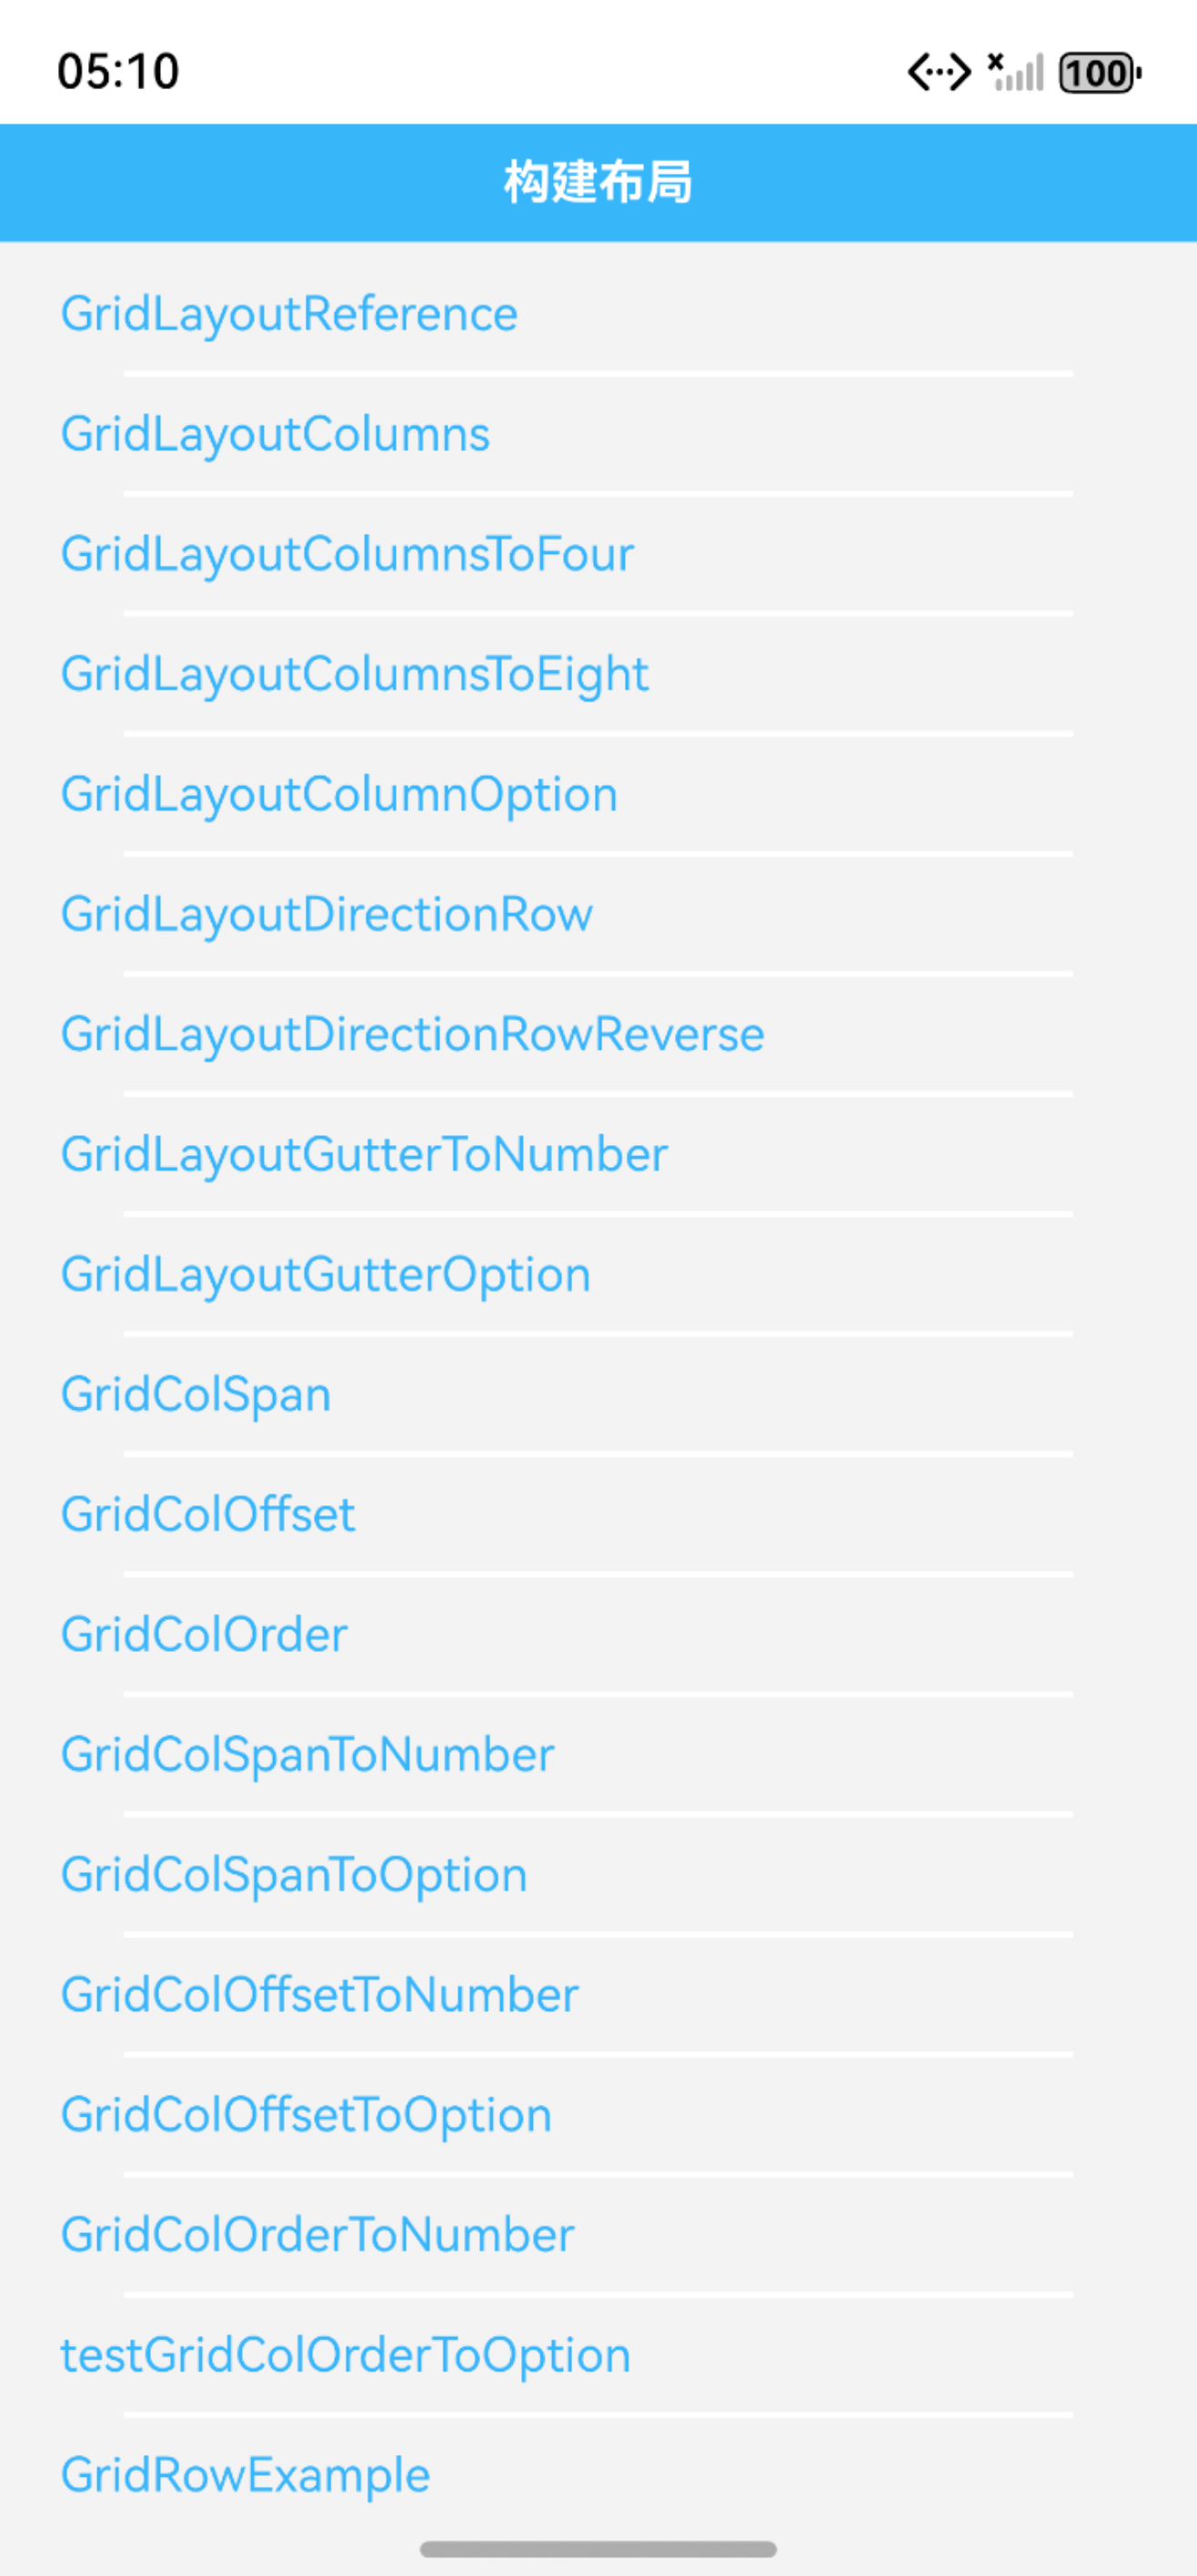 05:10
100
构建布局
GridLayoutReference
GridLayoutColumns
GridLayoutColumnsToFour
GridLayoutColumnsToEight
GridLayoutColumnOption
GridLayoutDirectionRow
GridLayoutDirectionRowReverse
GridLayoutGutterToNumber
GridLayoutGutterOption
GridColSpan
GridColOffset
GridColOrder
GridColSpanToNumber
GridColSpanToOption
GridColOffsetToNumber
GridColOffsetToOption
GridColOrderToNumber
testGridColOrderToOption
GridRowExample